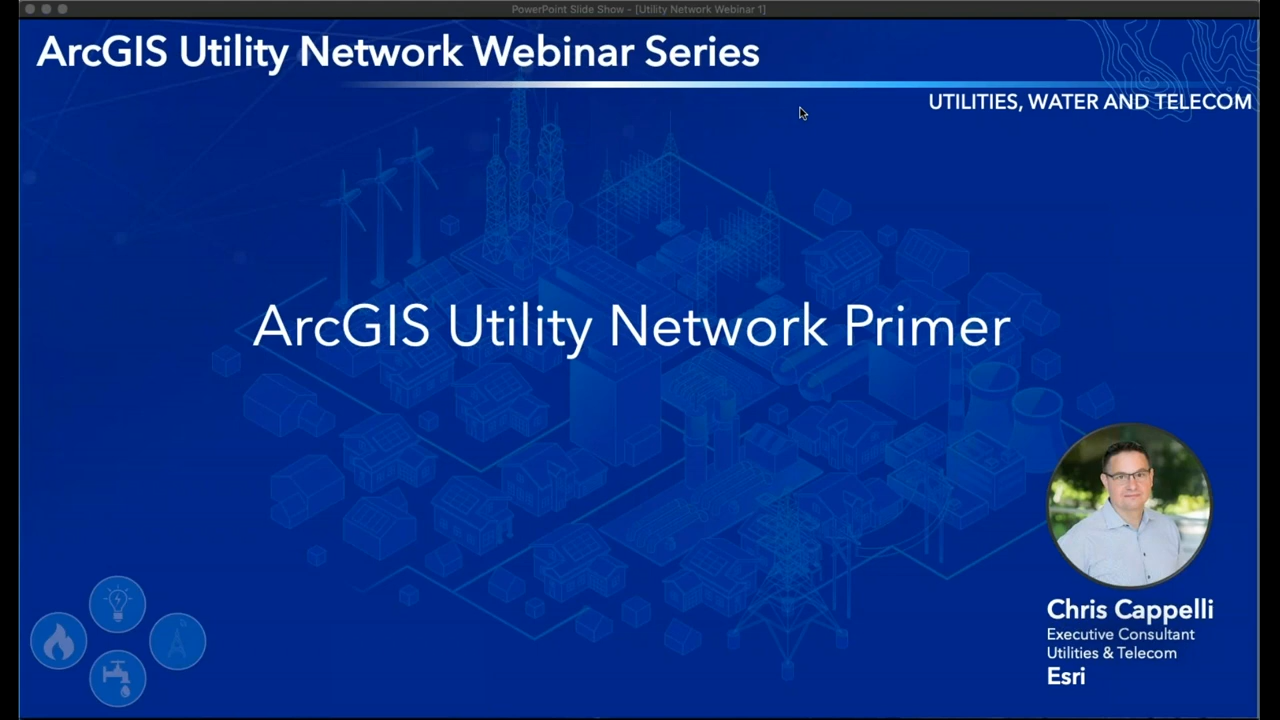 PowerPoint Slide Show - [Utility Network Webinar 1]
ArcGIS Utility Network Webinar Series
UTILITIES, WATER AND TELECOM
ArcGIS Utility Network Primer
Chris Cappelli
Executive Consultant
Utilities & Telecom
Esri